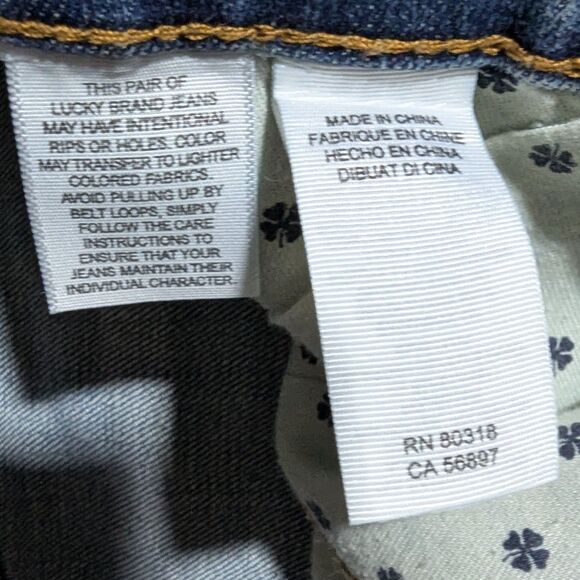 THIS PAIR OF
LUCKY BRAND JEANS
MAY HAVE INTENTIONAL
RIPS OR HOLES. COLOR
MAY TRANSFER TO LIGHTER
COLORED FABRICS.
AVOID PULLING UP BY
BELT LOOPS, SIMPLY
FOLLOW THE CARE
INSTRUCTIONS TO
ENSURE THAT YOUR
JEANS MAINTAIN THEIR
INDIVIDUAL CHARACTER.
MADE IN CHINA
FABRIQUE EN CHINE
HECHO EN CHINA
DIBUAT DI CINA
RN 80318
CA 56897